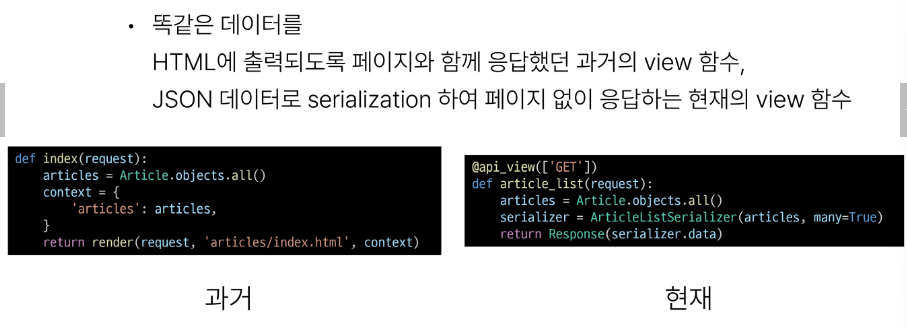 • 똑같은 데이터를
HTML에 출력되도록 페이지와 함께 응답했던 과거의 view 함수,
JSON 데이터로 serialization 하여 페이지 없이 응답하는 현재의 view 함수
def index(request):
    articles = Article.objects.all()
    context = {
        'articles': articles,
    }
    return render(request, 'articles/index.html', context)
@api_view(['GET'])
def article_list(request):
    articles = Article.objects.all()
    serializer = ArticleListSerializer(articles, many=True)
    return Response(serializer.data)
과거
현재